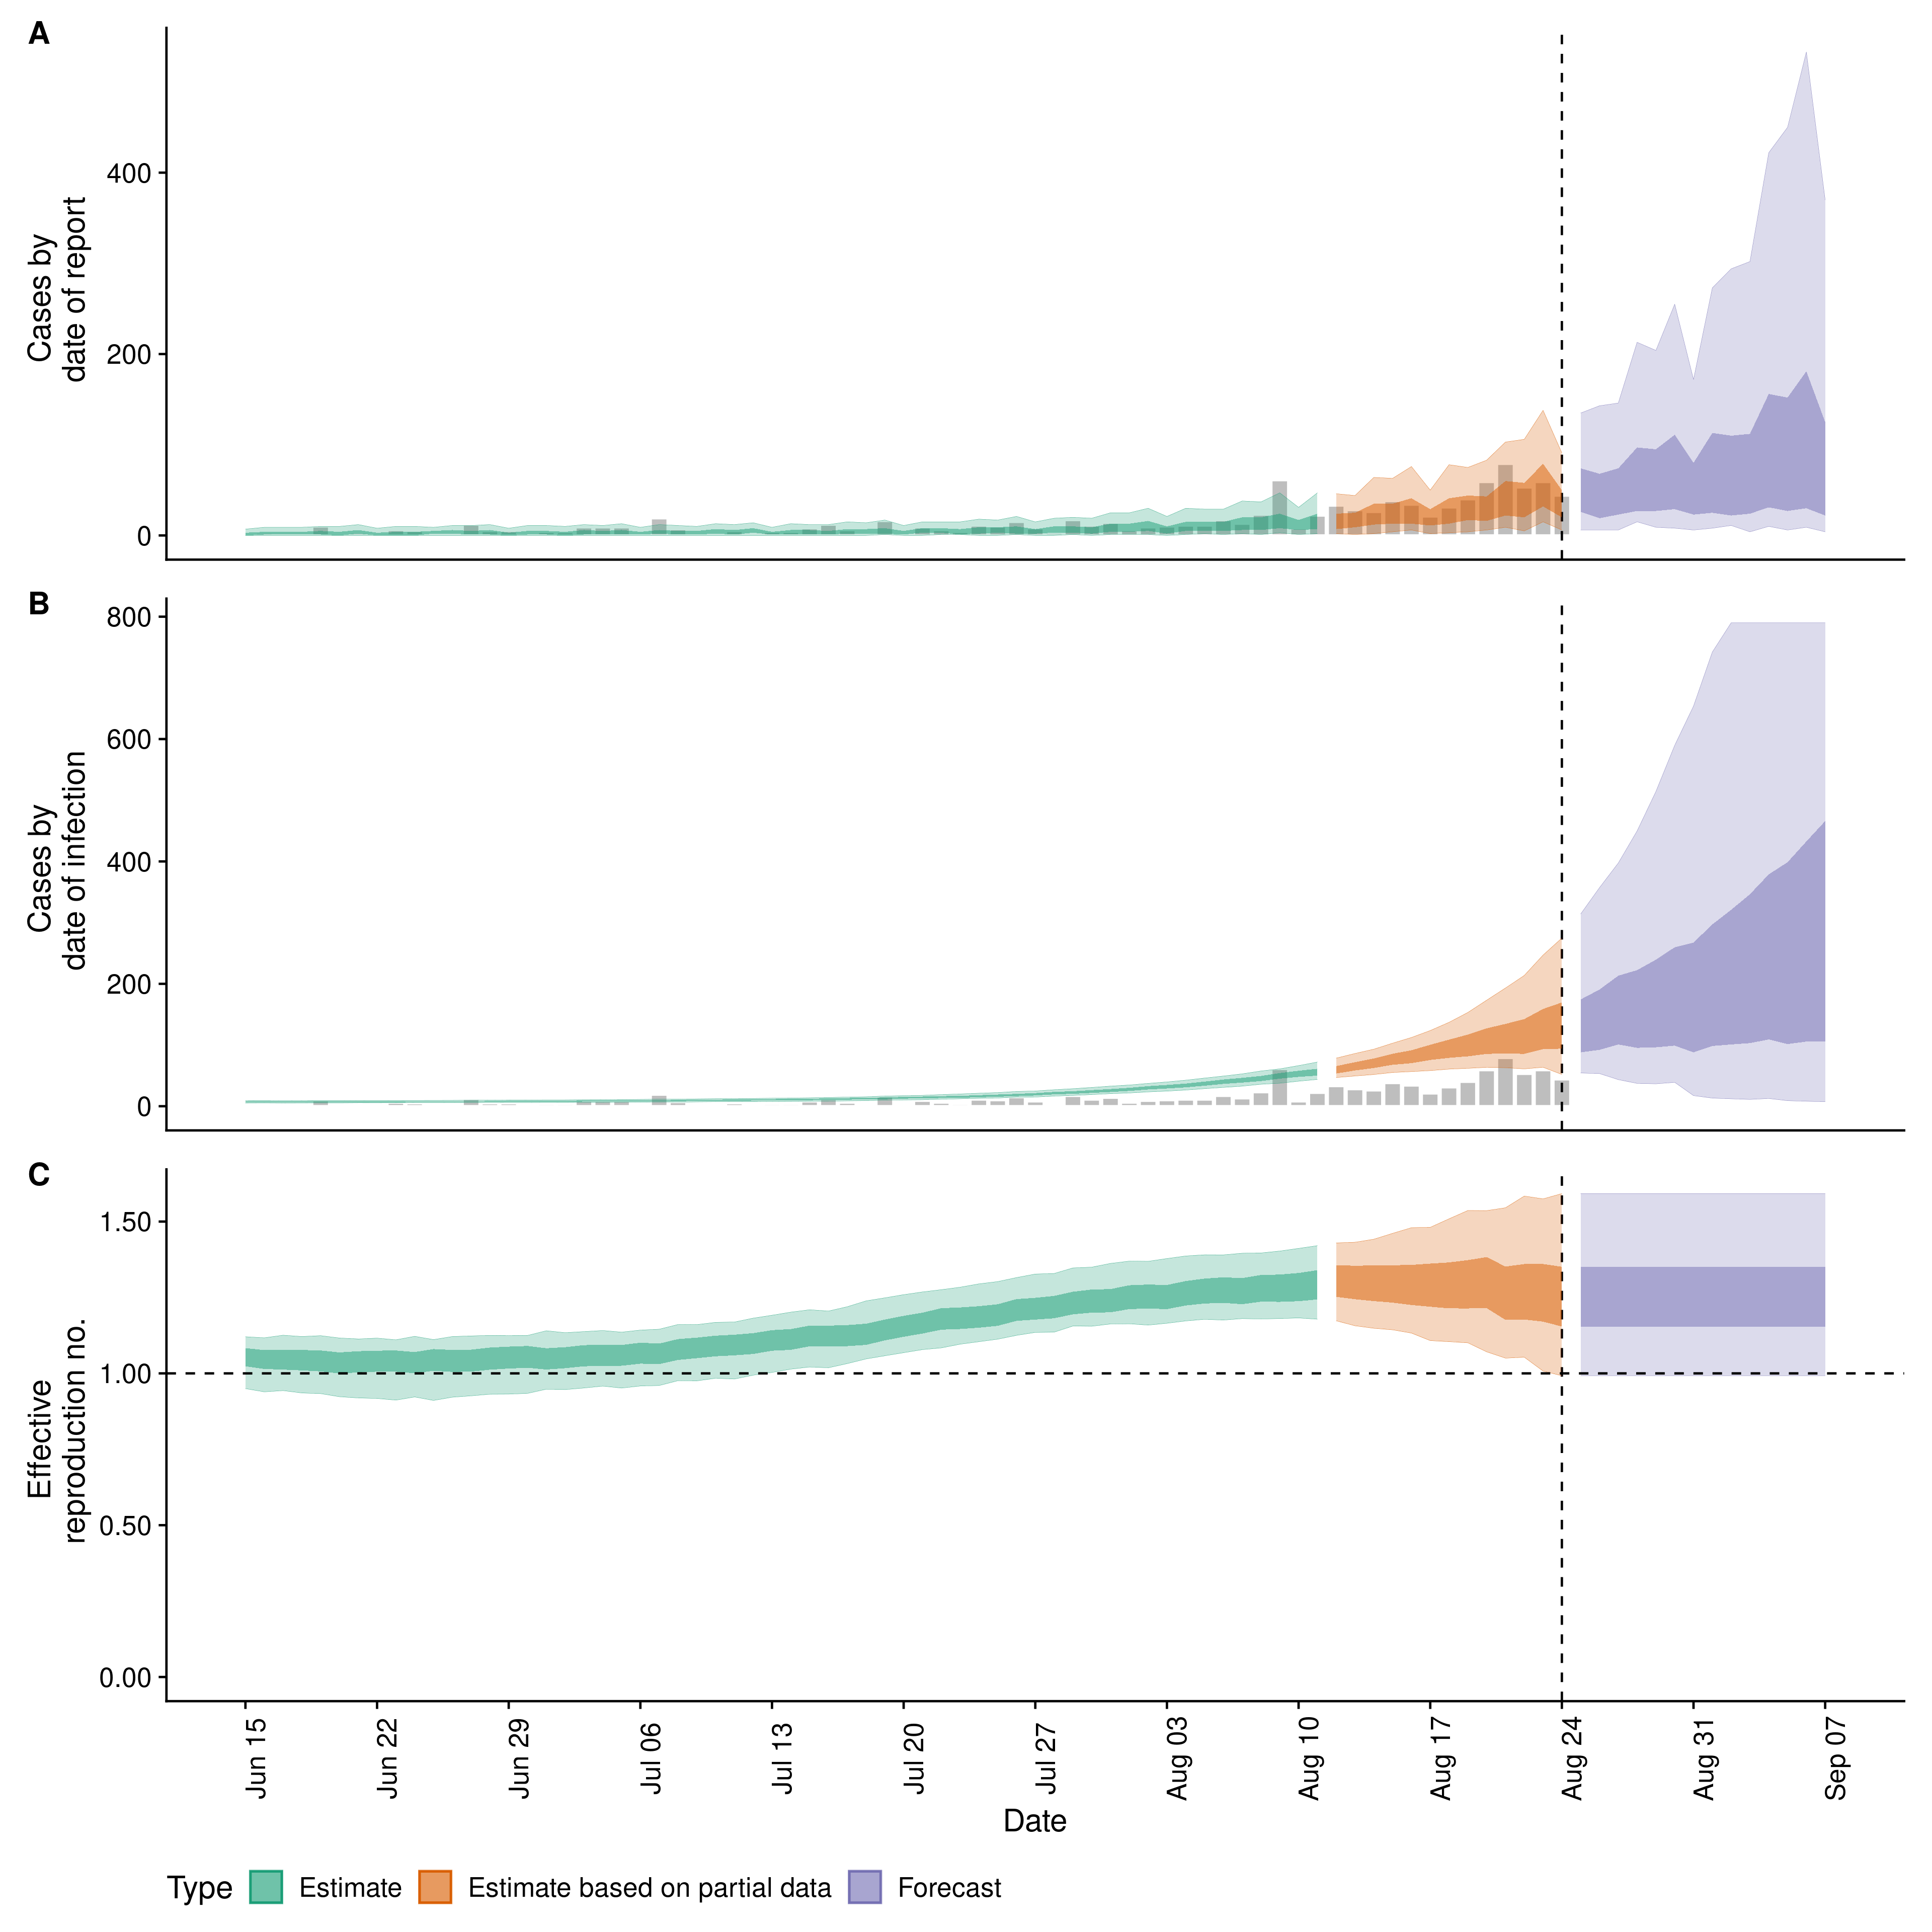 A
Cases by
date of report
400
200
0
B
Cases by
date of infection
800
600
400
200
0
C
Effective
reproduction no.
1.50
1.00
0.50
0.00
Jun 15
Jun 22
Jun 29
Jul 06
Jul 13
Jul 20
Jul 27
Aug 03
Aug 10
Aug 17
Aug 24
Aug 31
Sep 07
Date
Type Estimate Estimate based on partial data Forecast